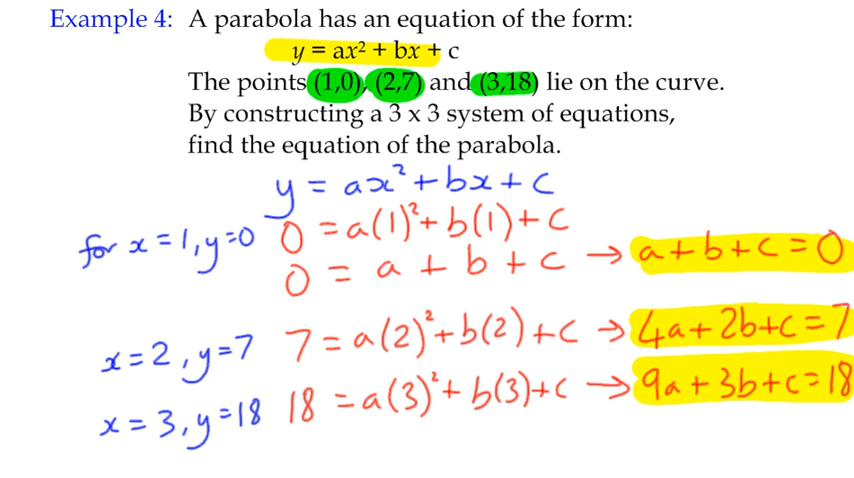 Example 4: A parabola has an equation of the form:
y = ax² + bx + c
The points (1,0), (2,7) and (3,18) lie on the curve.
By constructing a 3 x 3 system of equations,
find the equation of the parabola.
y = ax² + bx + c
for x = 1, y = 0 0 = a(1)² + b(1) + c
0 = a + b + c → a + b + c = 0
x = 2, y = 7 7 = a(2)² + b(2) + c → 4a + 2b + c = 7
x = 3, y = 18 18 = a(3)² + b(3) + c → 9a + 3b + c = 18